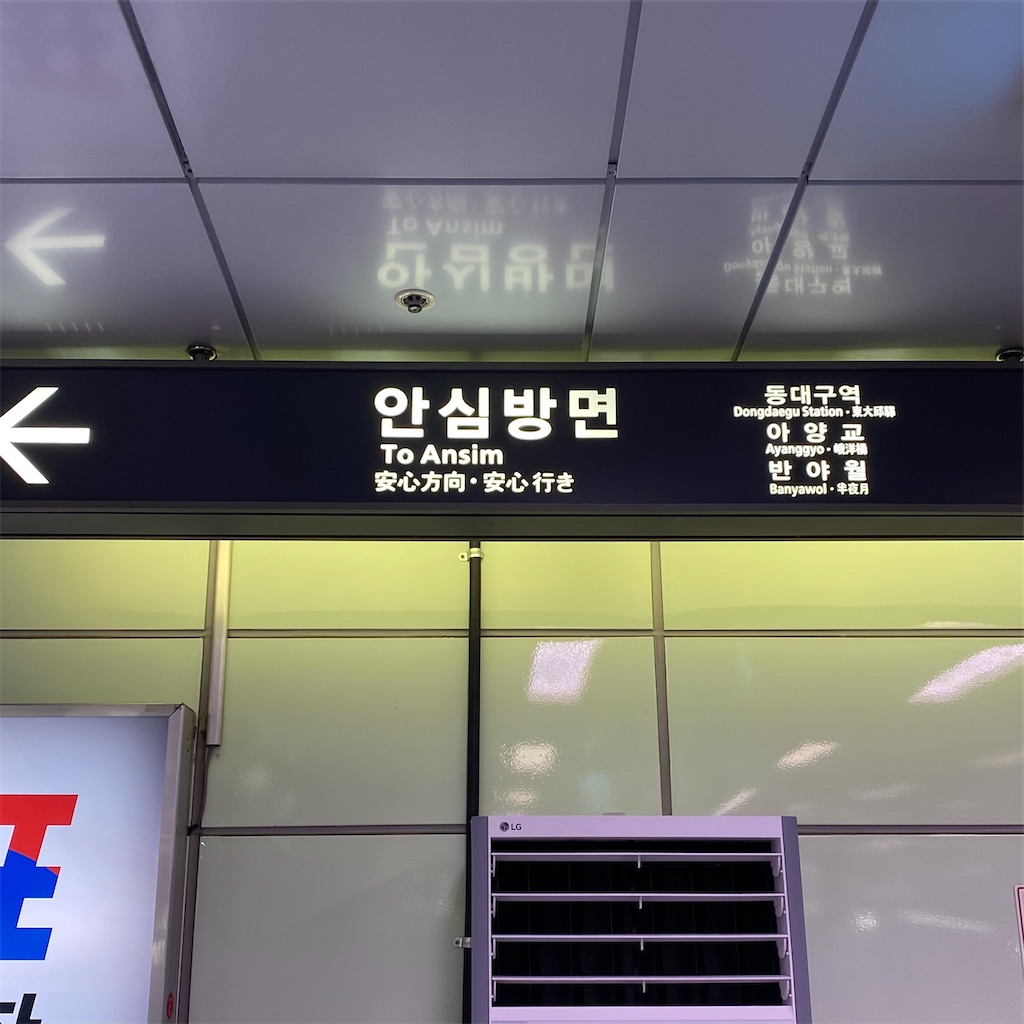 안심방면
To Ansim
安心方向・安心 行き
동대구역
Dongdaegu Station・東大邱驛
아 양 교
Ayanggyo・峨洋橋
반 야 월
Banyawol・半夜月
LG